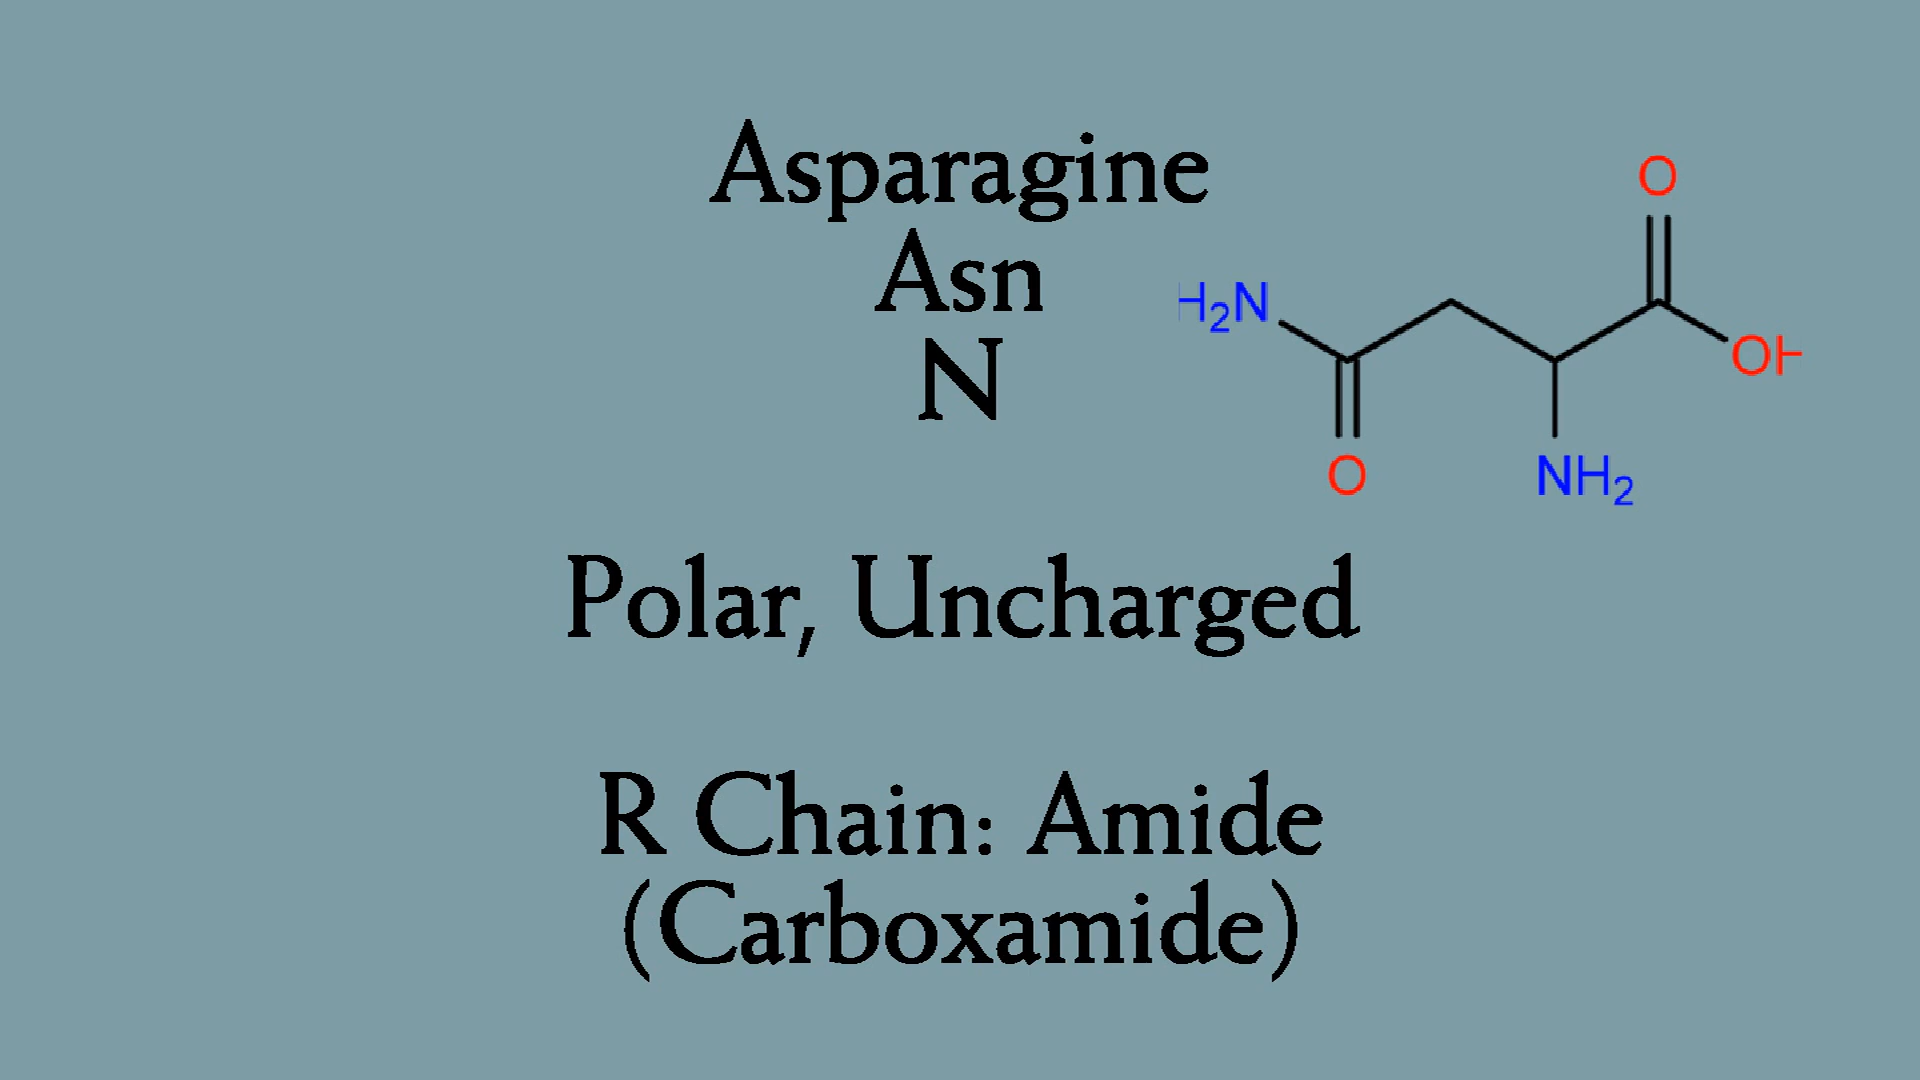 Asparagine
Asn
N
O
H₂N
OH
O
NH₂
Polar, Uncharged
R Chain: Amide
(Carboxamide)